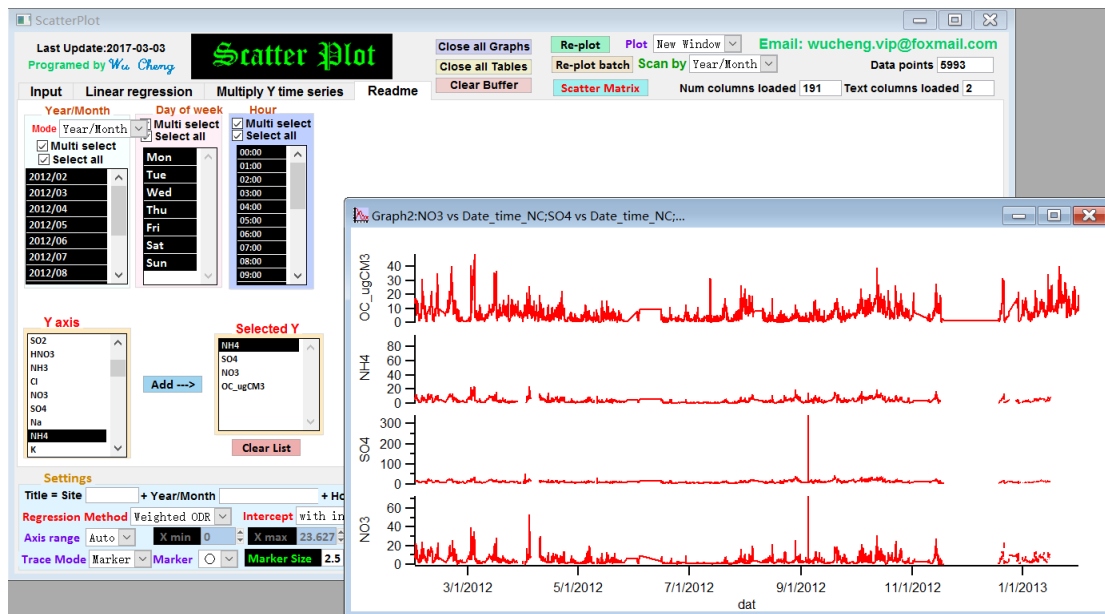 ScatterPlot
Last Update:2017-03-03
Programed by Wu Cheng
Scatter Plot
Close all Graphs
Close all Tables
Clear Buffer
Re-plot
Plot New Window
Email: wucheng.vip@foxmail.com
Re-plot batch
Scan by Year/Month
Data points 5993
Scatter Matrix
Num columns loaded 191
Text columns loaded 2
Input
Linear regression
Multiply Y time series
Readme
Year/Month
Mode Year/Month
Multi select
Select all
2012/02
2012/03
2012/04
2012/05
2012/06
2012/07
2012/08
Day of week
Multi select
Select all
Mon
Tue
Wed
Thu
Fri
Sat
Sun
Hour
Multi select
Select all
00:00
01:00
02:00
03:00
04:00
05:00
06:00
07:00
08:00
09:00
Y axis
SO2
HNO3
NH3
Cl
NO3
SO4
Na
NH4
K
Add --->
Selected Y
NH4
SO4
NO3
OC_ugCM3
Clear List
Settings
Title = Site + Year/Month + Ho
Regression Method Weighted ODR Intercept with in
Axis range Auto X min 0 X max 23.627
Trace Mode Marker Marker Marker Size 2.5
Graph2:NO3 vs Date_time_NC;SO4 vs Date_time_NC;...
OC_ugCM3
40
30
20
10
0
NH4
80
60
40
20
0
SO4
300
200
100
0
NO3
60
40
20
0
3/1/2012
5/1/2012
7/1/2012
9/1/2012
11/1/2012
1/1/2013
dat